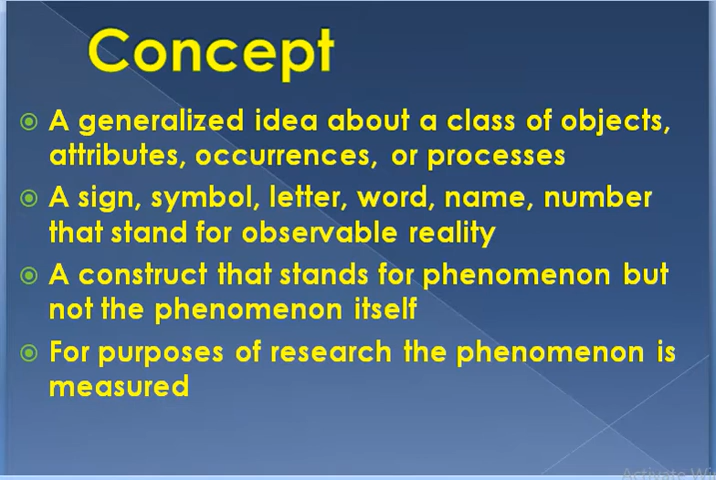 Concept
A generalized idea about a class of objects,
attributes, occurrences, or processes
A sign, symbol, letter, word, name, number
that stand for observable reality
A construct that stands for phenomenon but
not the phenomenon itself
For purposes of research the phenomenon is
measured
Activate